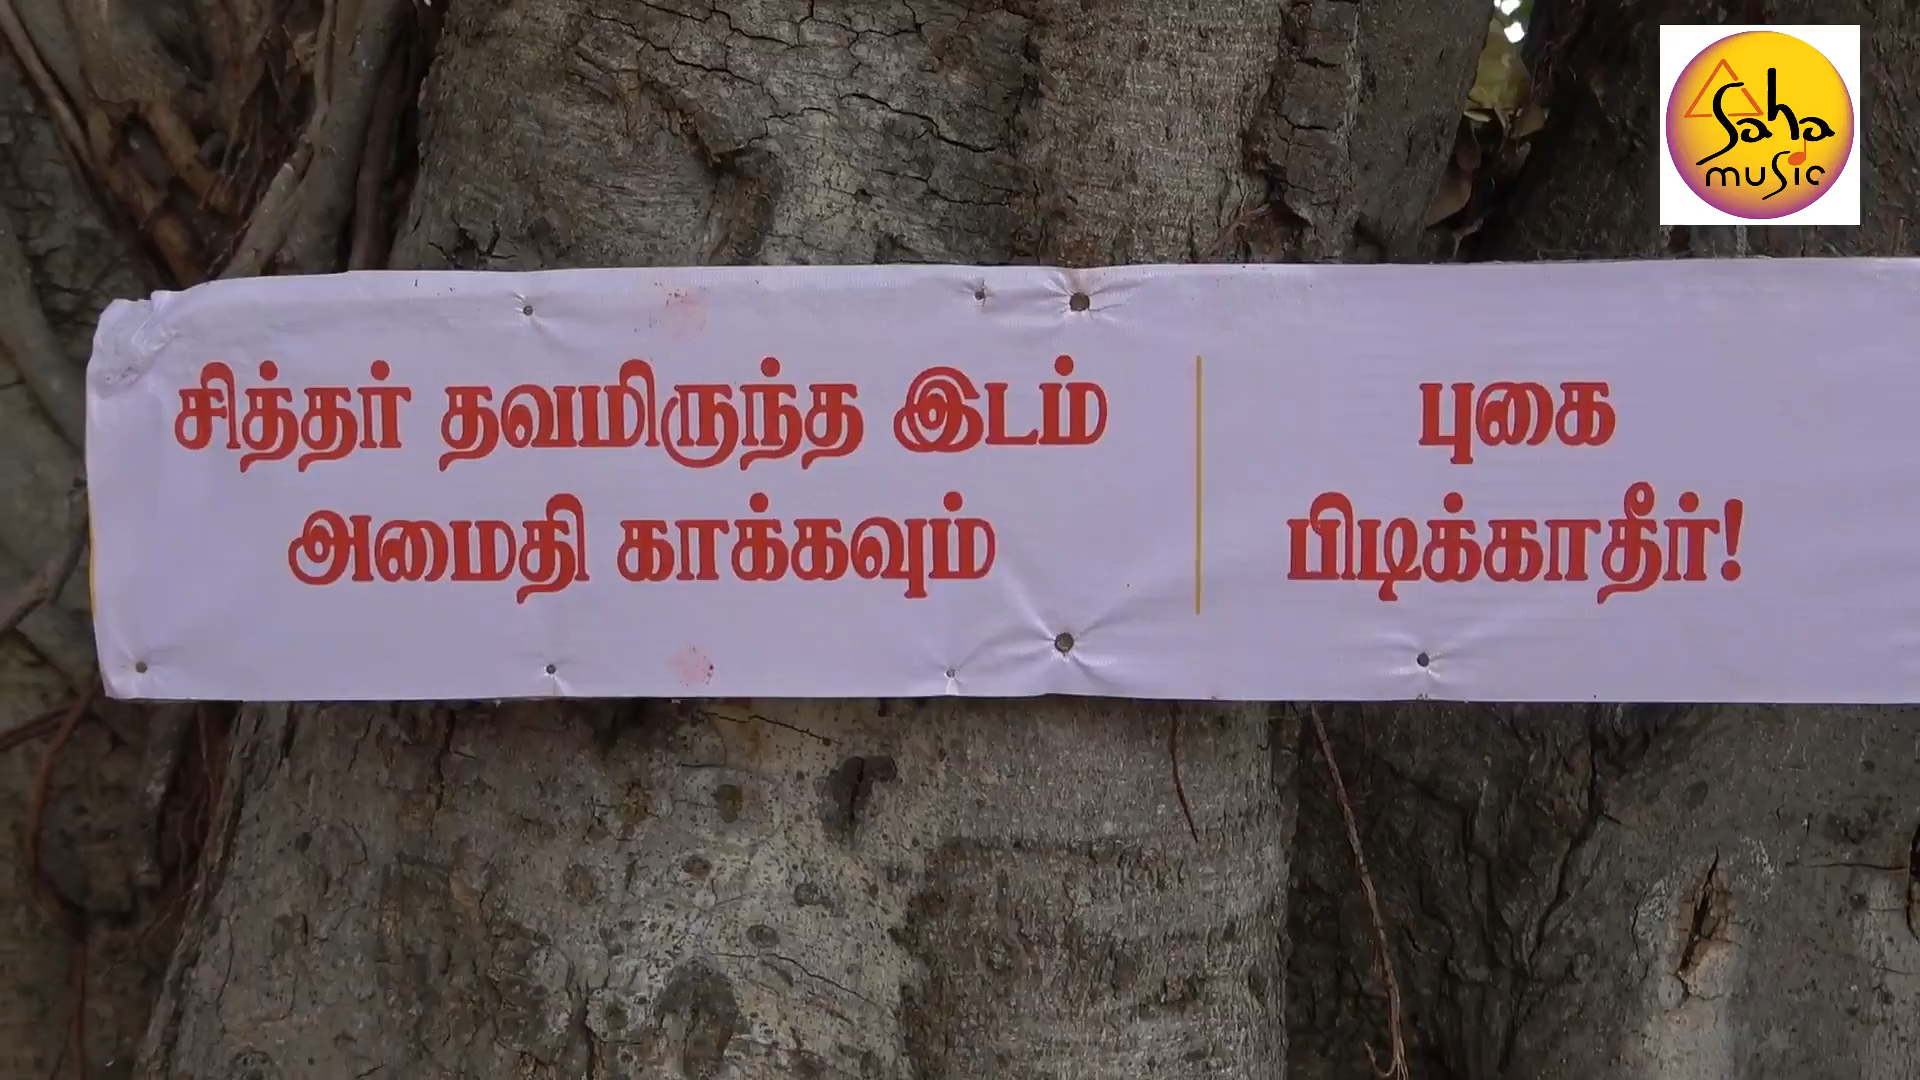 சித்தர் தவமிருந்த இடம்
அமைதி காக்கவும்
புகை
பிடிக்காதீர்!
Saha
music